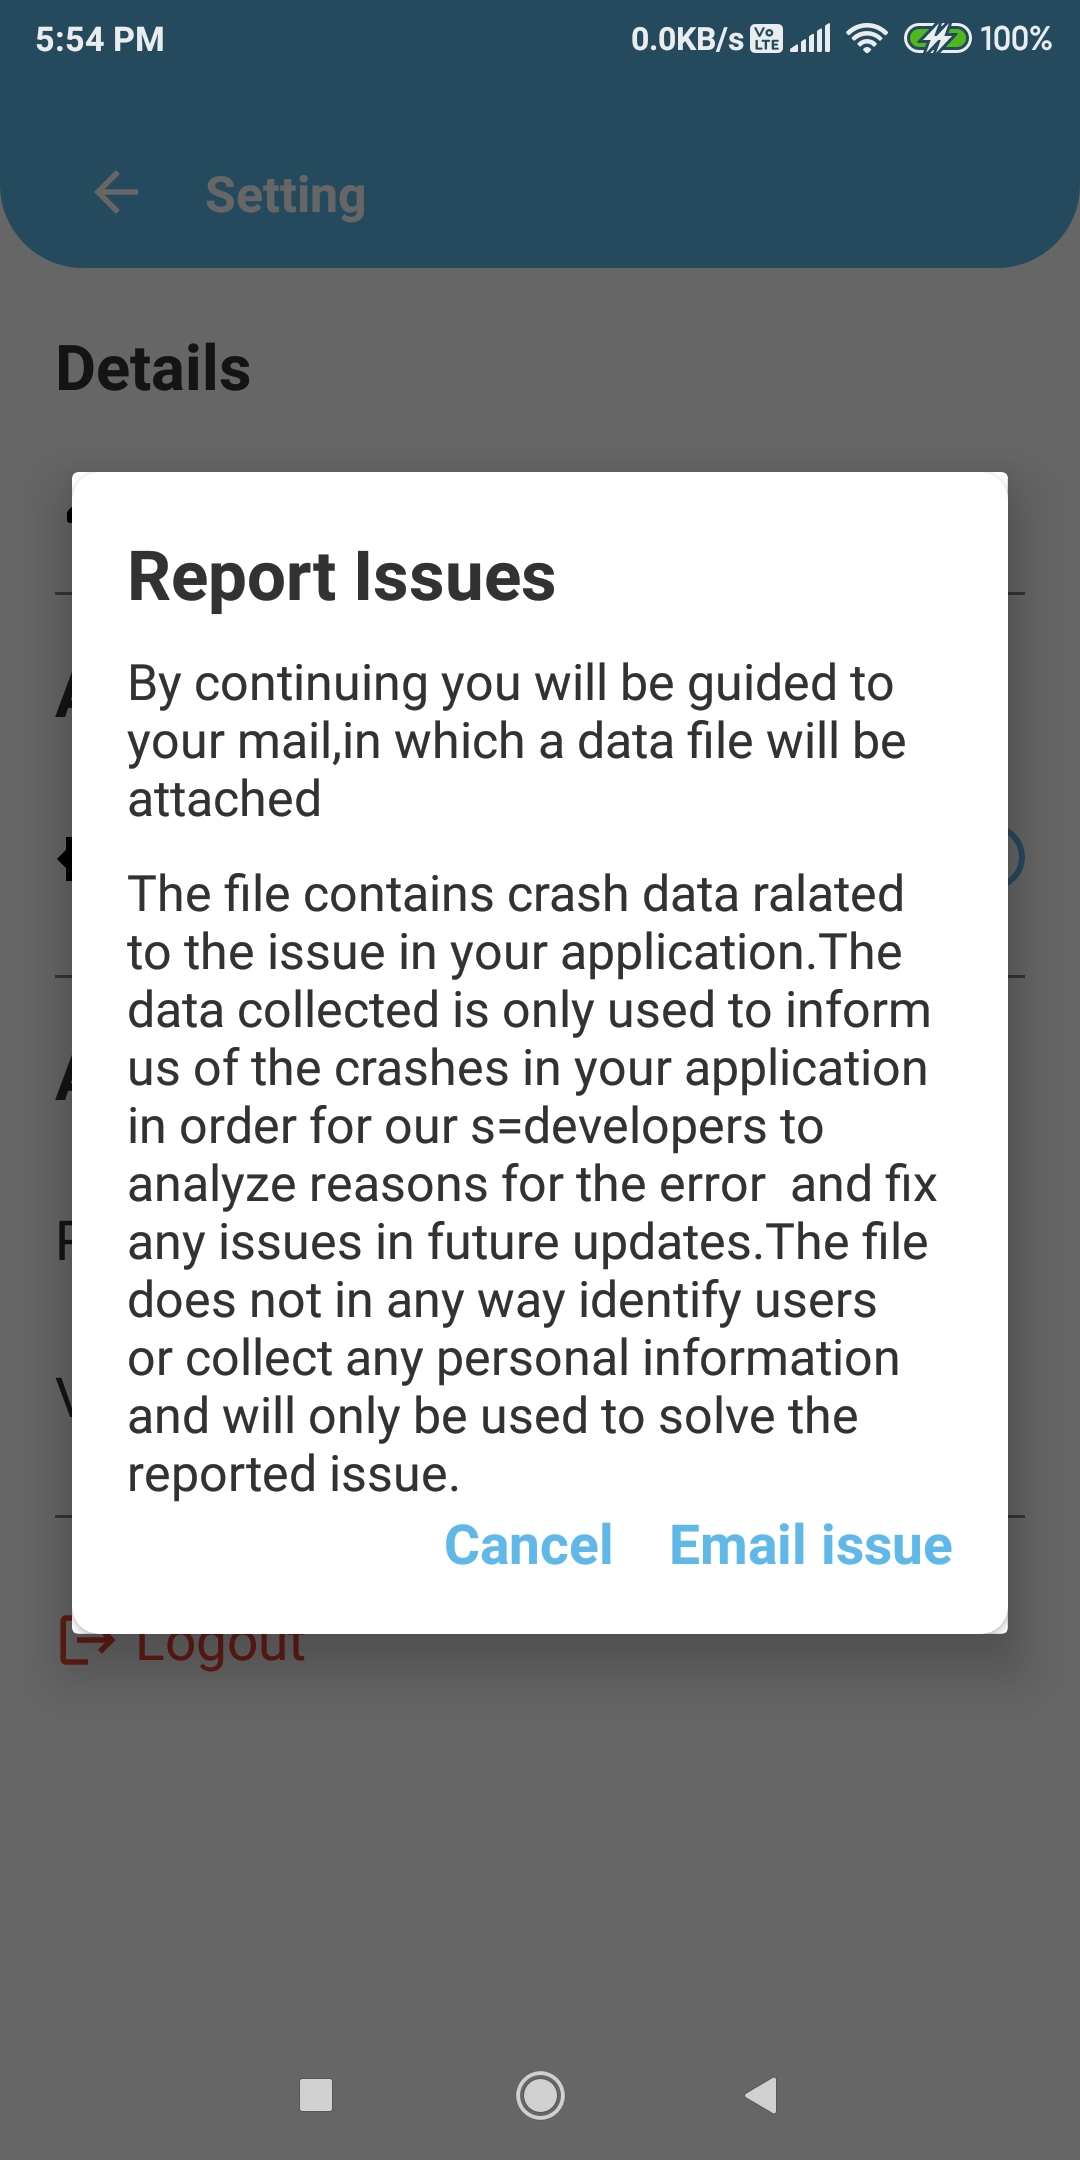 5:54 PM 0.0KB/s Vo LTE 100%
Setting
Details
Report Issues
By continuing you will be guided to
your mail,in which a data file will be
attached
The file contains crash data ralated
to the issue in your application.The
data collected is only used to inform
us of the crashes in your application
in order for our s=developers to
analyze reasons for the error  and fix
any issues in future updates.The file
does not in any way identify users
or collect any personal information
and will only be used to solve the
reported issue.
Cancel Email issue
Logout